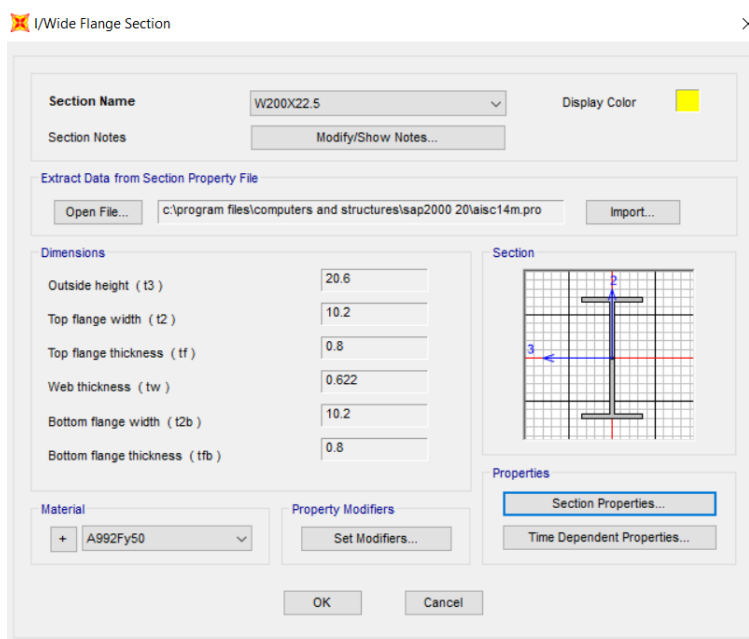 I/Wide Flange Section
Section Name
W200X22.5
Display Color
Section Notes
Modify/Show Notes...
Extract Data from Section Property File
Open File...
c:\program files\computers and structures\sap2000 20\aisc14m.pro
Import...
Dimensions
Outside height ( t3 )
20.6
Top flange width ( t2 )
10.2
Top flange thickness ( tf )
0.8
Web thickness ( tw )
0.622
Bottom flange width ( t2b )
10.2
Bottom flange thickness ( tfb )
0.8
Section
2
3
Properties
Section Properties...
Time Dependent Properties...
Material
+
A992Fy50
Property Modifiers
Set Modifiers...
OK
Cancel